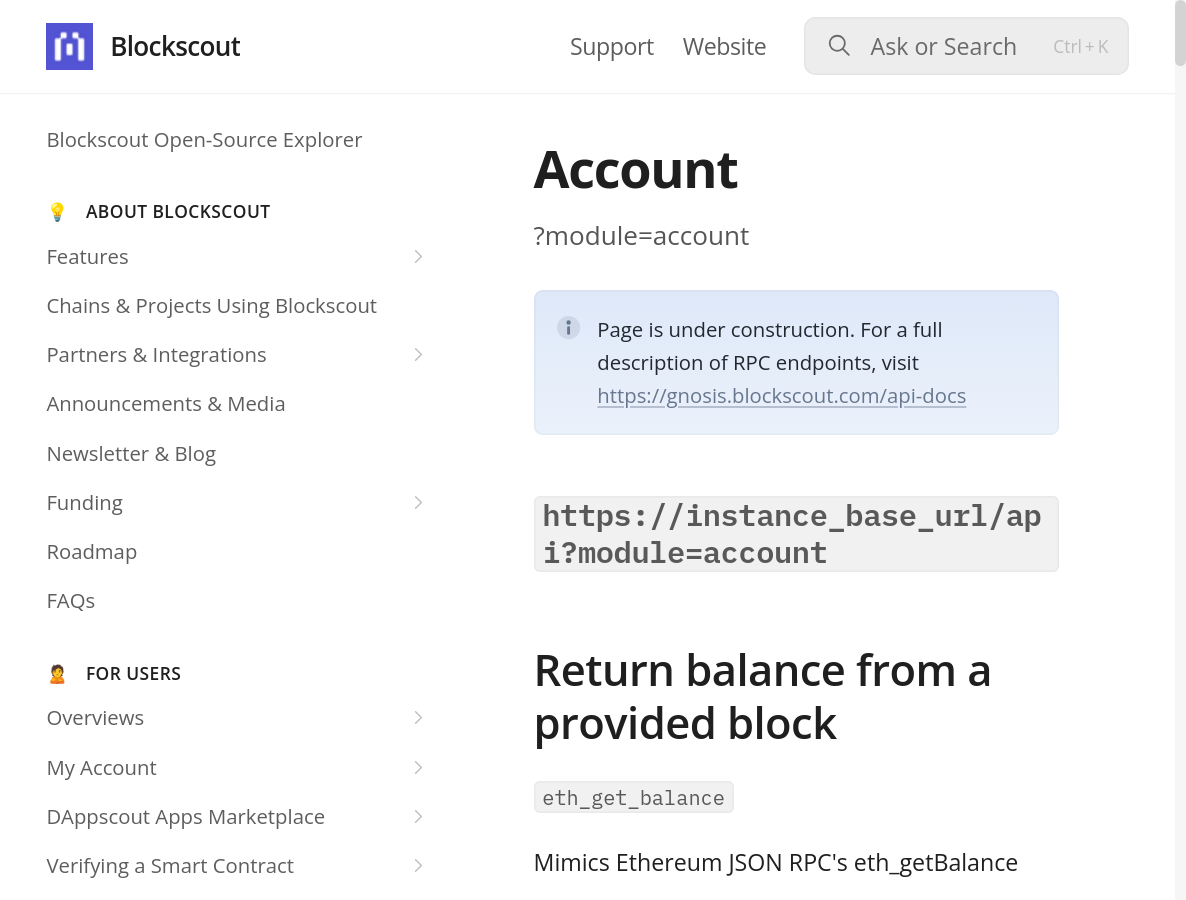 Blockscout
Support
Website
Ask or Search
Ctrl + K
Blockscout Open-Source Explorer
💡 ABOUT BLOCKSCOUT
Features
Chains & Projects Using Blockscout
Partners & Integrations
Announcements & Media
Newsletter & Blog
Funding
Roadmap
FAQs
🙎 FOR USERS
Overviews
My Account
DAppscout Apps Marketplace
Verifying a Smart Contract
Account
?module=account
Page is under construction. For a full
description of RPC endpoints, visit
https://gnosis.blockscout.com/api-docs
https://instance_base_url/ap
i?module=account
Return balance from a
provided block
eth_get_balance
Mimics Ethereum JSON RPC's eth_getBalance